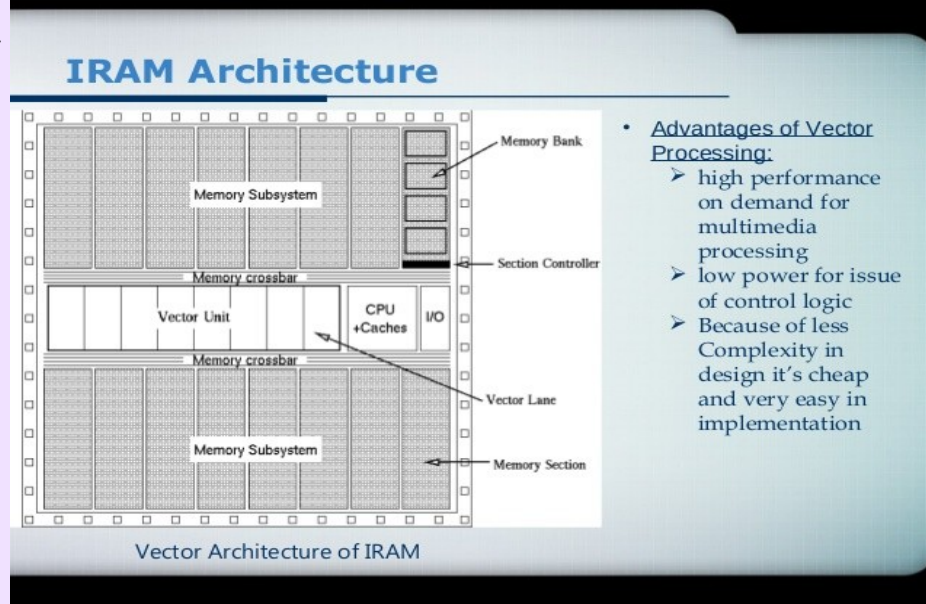 IRAM Architecture
Memory Bank
Memory Subsystem
Section Controller
Memory crossbar
Vector Unit
CPU
+Caches
I/O
Memory crossbar
Vector Lane
Memory Subsystem
Memory Section
Vector Architecture of IRAM
• Advantages of Vector
Processing:
➢ high performance
on demand for
multimedia
processing
➢ low power for issue
of control logic
➢ Because of less
Complexity in
design it's cheap
and very easy in
implementation